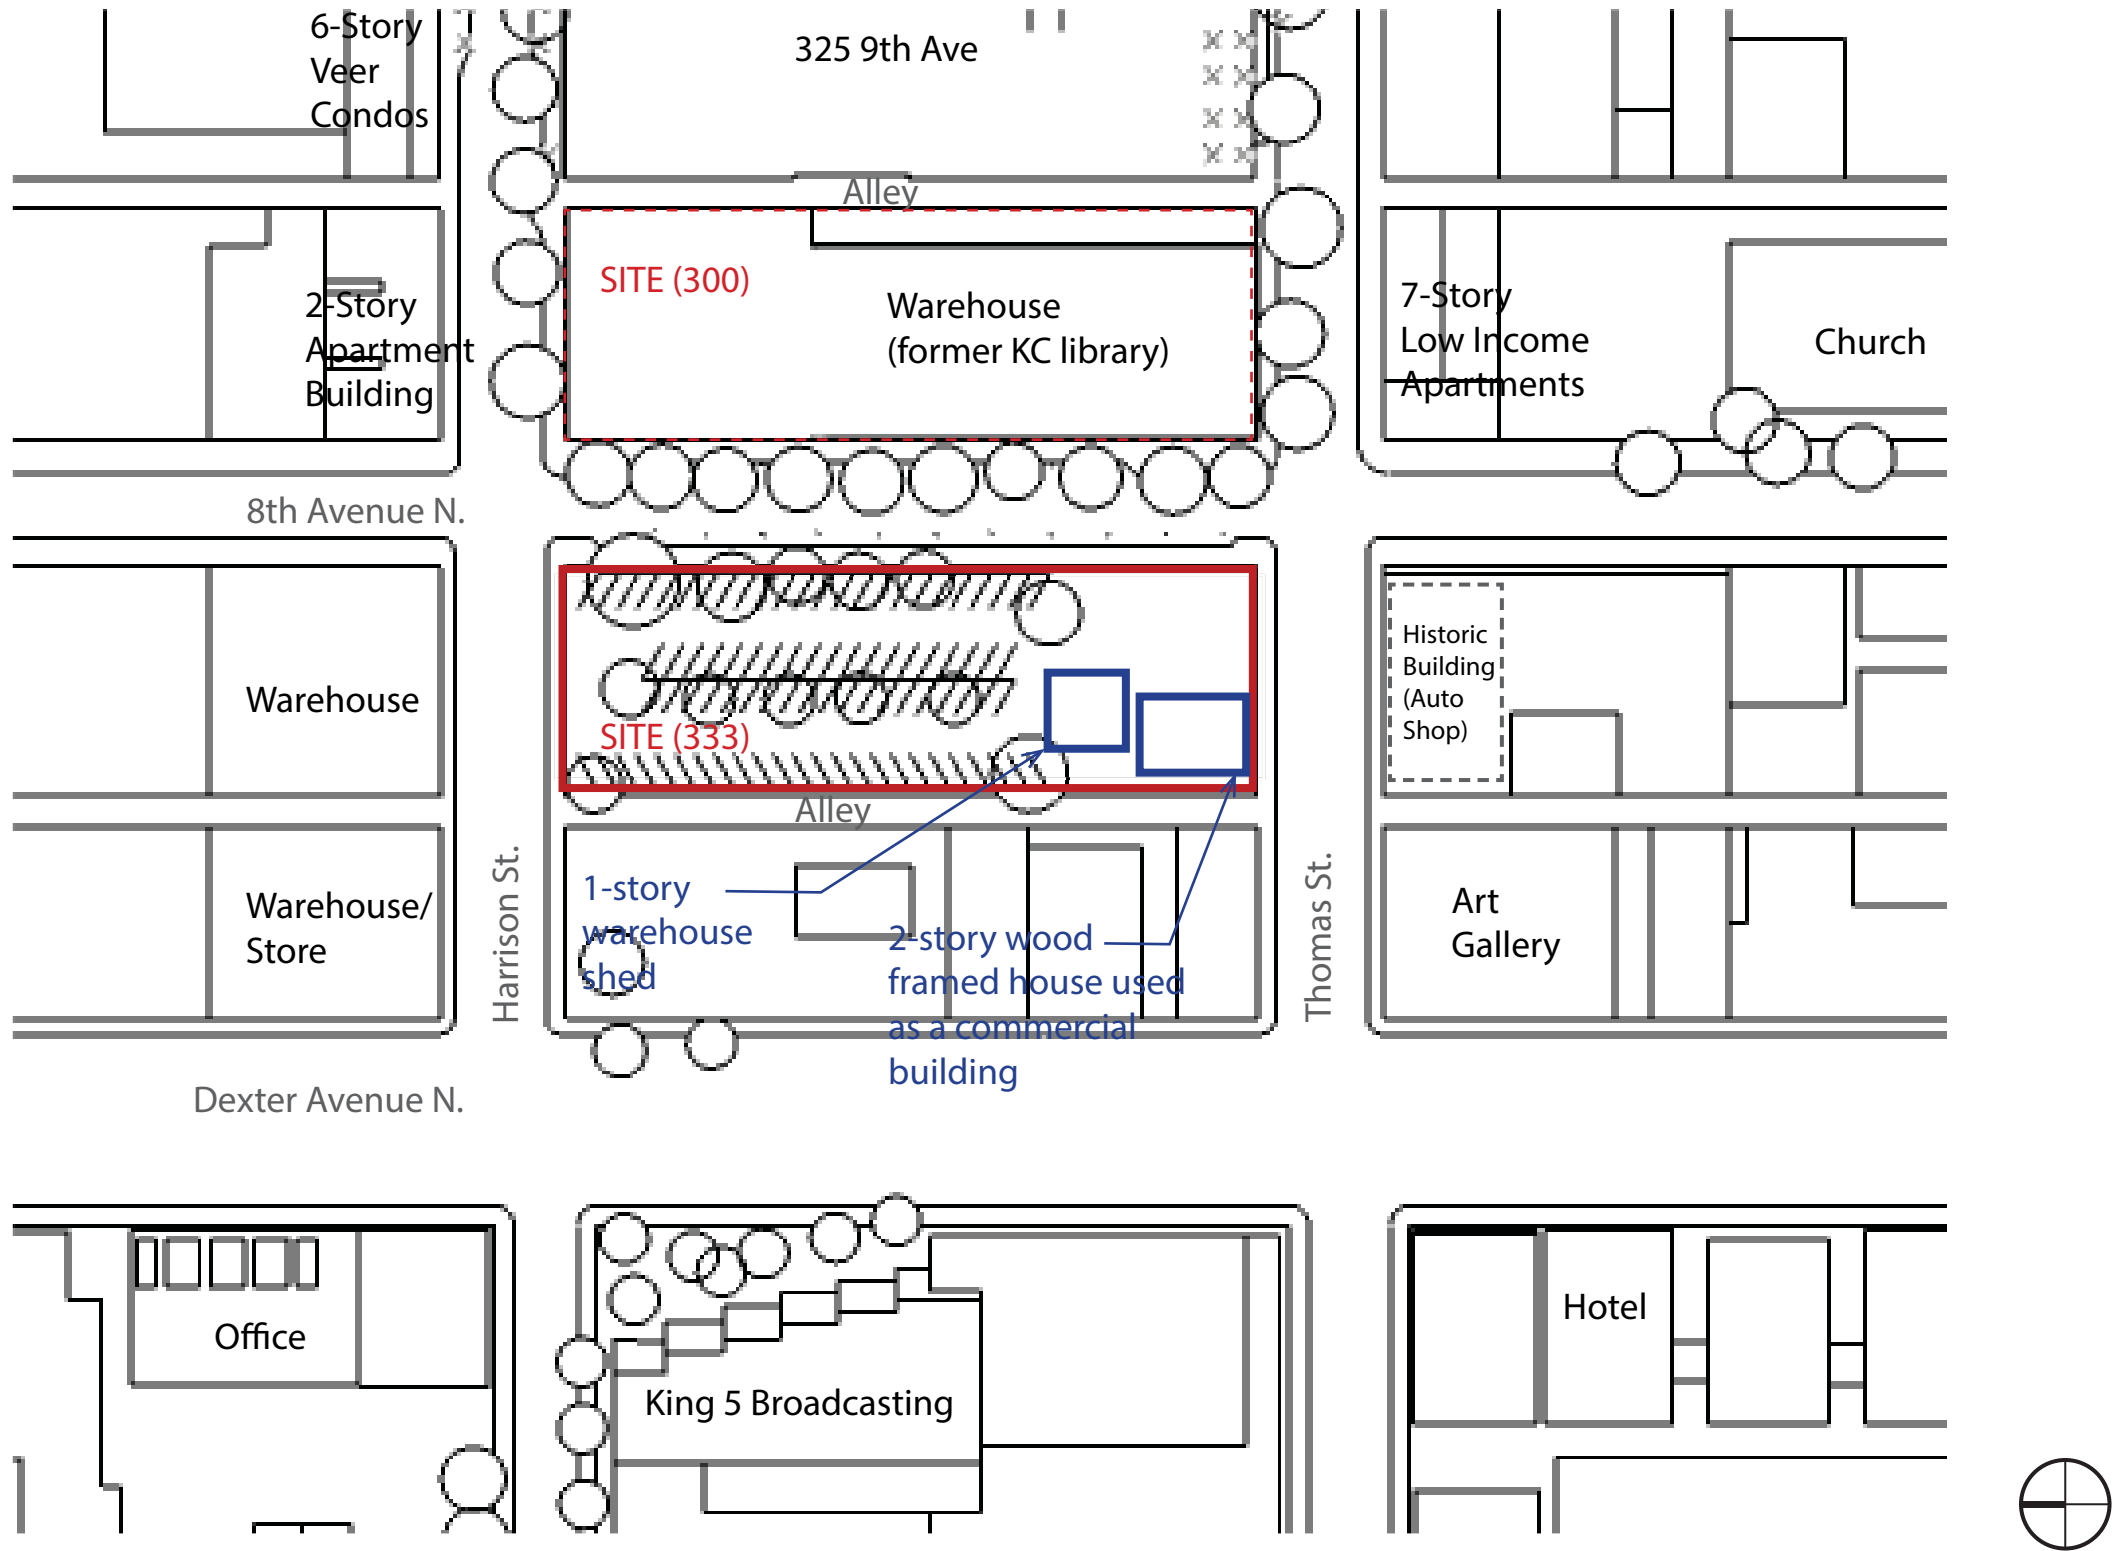 6-Story
Veer
Condos
325 9th Ave
Alley
SITE (300)
Warehouse
(former KC library)
2-Story
Apartment
Building
7-Story
Low Income
Apartments
Church
8th Avenue N.
Warehouse
SITE (333)
Historic
Building
(Auto
Shop)
Alley
Warehouse/
Store
Harrison St.
1-story
warehouse
shed
2-story wood
framed house used
as a commercial
building
Thomas St.
Art
Gallery
Dexter Avenue N.
Office
King 5 Broadcasting
Hotel